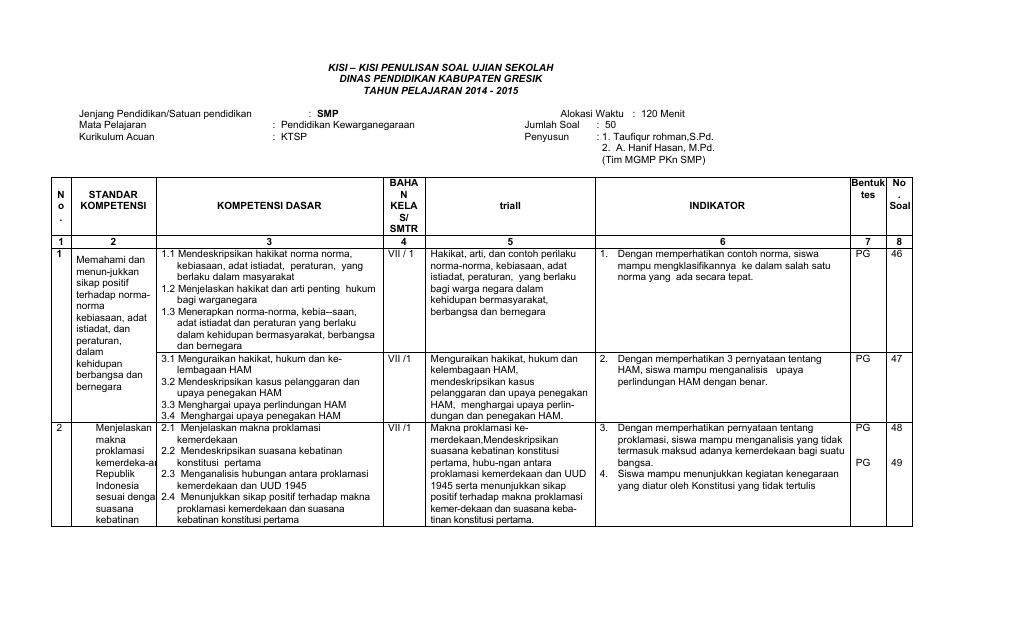 KISI – KISI PENULISAN SOAL UJIAN SEKOLAH
DINAS PENDIDIKAN KABUPATEN GRESIK
TAHUN PELAJARAN 2014 - 2015
Jenjang Pendidikan/Satuan pendidikan : SMP Alokasi Waktu : 120 Menit
Mata Pelajaran : Pendidikan Kewarganegaraan Jumlah Soal : 50
Kurikulum Acuan : KTSP Penyusun : 1. Taufiqur rohman,S.Pd.
2. A. Hanif Hasan, M.Pd.
(Tim MGMP PKn SMP)
N
o
.
STANDAR
KOMPETENSI
KOMPETENSI DASAR
BAHA
N
KELA
S/
SMTR
triall
INDIKATOR
Bentuk
tes
No
.
Soal
1 2 3 4 5 6 7 8
1
Memahami dan
menun-jukkan
sikap positif
terhadap norma-
norma
kebiasaan, adat
istiadat, dan
peraturan,
dalam
kehidupan
berbangsa dan
bernegara
1.1 Mendeskripsikan hakikat norma norma,
kebiasaan, adat istiadat, peraturan, yang
berlaku dalam masyarakat
1.2 Menjelaskan hakikat dan arti penting hukum
bagi warganegara
1.3 Menerapkan norma-norma, kebia--saan,
adat istiadat dan peraturan yang berlaku
dalam kehidupan bermasyarakat, berbangsa
dan bernegara
VII / 1
Hakikat, arti, dan contoh perilaku
norma-norma, kebiasaan, adat
istiadat, peraturan, yang berlaku
bagi warga negara dalam
kehidupan bermasyarakat,
berbangsa dan bernegara
1. Dengan memperhatikan contoh norma, siswa
mampu mengklasifikannya ke dalam salah satu
norma yang ada secara tepat.
PG
46
3.1 Menguraikan hakikat, hukum dan ke-
lembagaan HAM
3.2 Mendeskripsikan kasus pelanggaran dan
upaya penegakan HAM
3.3 Menghargai upaya perlindungan HAM
3.4 Menghargai upaya penegakan HAM
VII /1
Menguraikan hakikat, hukum dan
kelembagaan HAM,
mendeskripsikan kasus
pelanggaran dan upaya penegakan
HAM, menghargai upaya perlin-
dungan dan penegakan HAM.
2. Dengan memperhatikan 3 pernyataan tentang
HAM, siswa mampu menganalisis upaya
perlindungan HAM dengan benar.
PG
47
2
Menjelaskan
makna
proklamasi
kemerdeka-an
Republik
Indonesia
sesuai denga
suasana
kebatinan
2.1 Menjelaskan makna proklamasi
kemerdekaan
2.2 Mendeskripsikan suasana kebatinan
konstitusi pertama
2.3 Menganalisis hubungan antara proklamasi
kemerdekaan dan UUD 1945
2.4 Menunjukkan sikap positif terhadap makna
proklamasi kemerdekaan dan suasana
kebatinan konstitusi pertama
VII /1
Makna proklamasi ke-
merdekaan,Mendeskripsikan
suasana kebatinan konstitusi
pertama, hubu-ngan antara
proklamasi kemerdekaan dan UUD
1945 serta menunjukkan sikap
positif terhadap makna proklamasi
kemer-dekaan dan suasana keba-
tinan konstitusi pertama.
3. Dengan memperhatikan pernyataan tentang
proklamasi, siswa mampu menganalisis yang tidak
termasuk maksud adanya kemerdekaan bagi suatu
bangsa.
4. Siswa mampu menunjukkan kegiatan kenegaraan
yang diatur oleh Konstitusi yang tidak tertulis
PG
PG
48
49